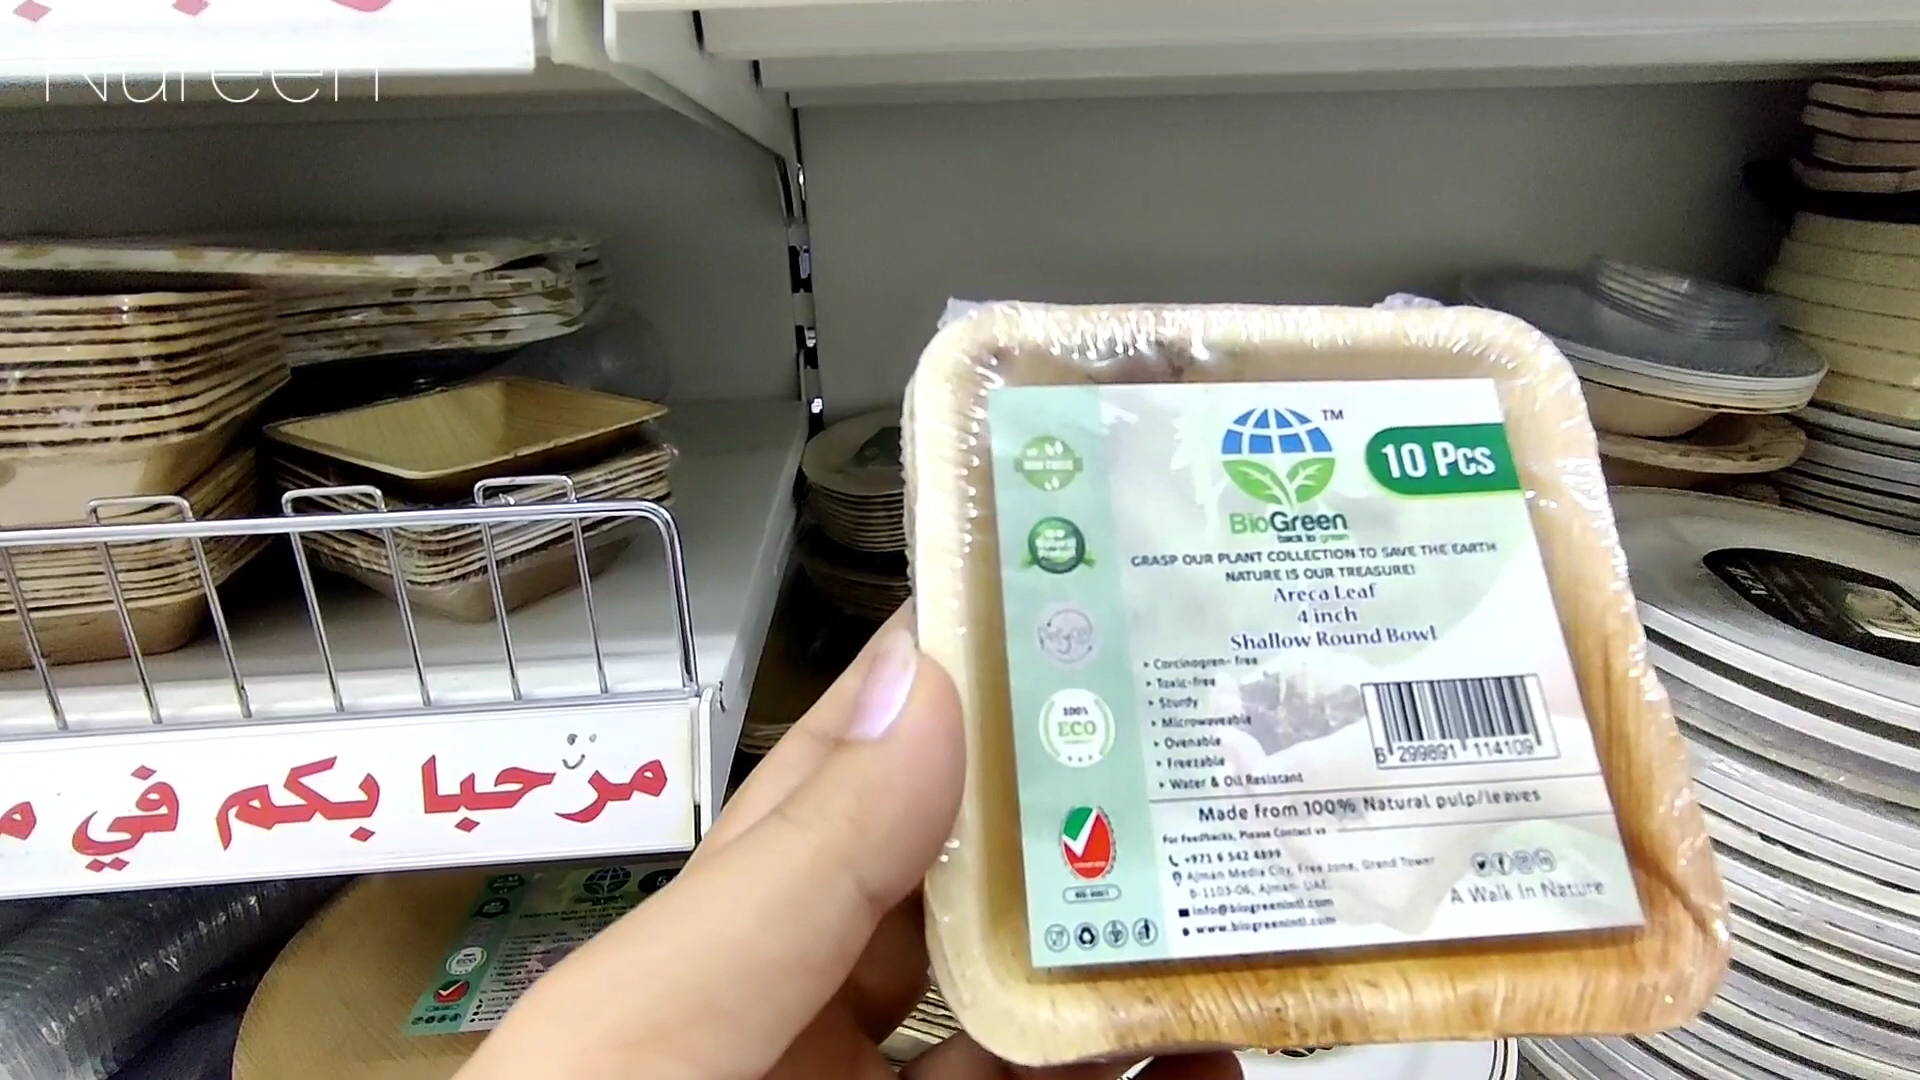 Nureen
TM
10 Pcs
BioGreen
back to green
GRASP OUR PLANT COLLECTION TO SAVE THE EARTH
NATURE IS OUR TREASURE!
Areca Leaf
4 inch
Shallow Round Bowl
Carcinogren- free
Toxic-free
Sturdy
Microwaveable
Ovenable
Freezable
Water & Oil Resistant
6 299891 114109
100%
ECO
Made from 100% Natural pulp/leaves
For Feedbacks, Please Contact us
+971 6 542 4899
Ajman Media City, Free Zone, Grand Tower
B-1103-06, Ajman- UAE.
info@biogreenintl.com
www.biogreenintl.com
A Walk In Nature
مرحبا بكم في